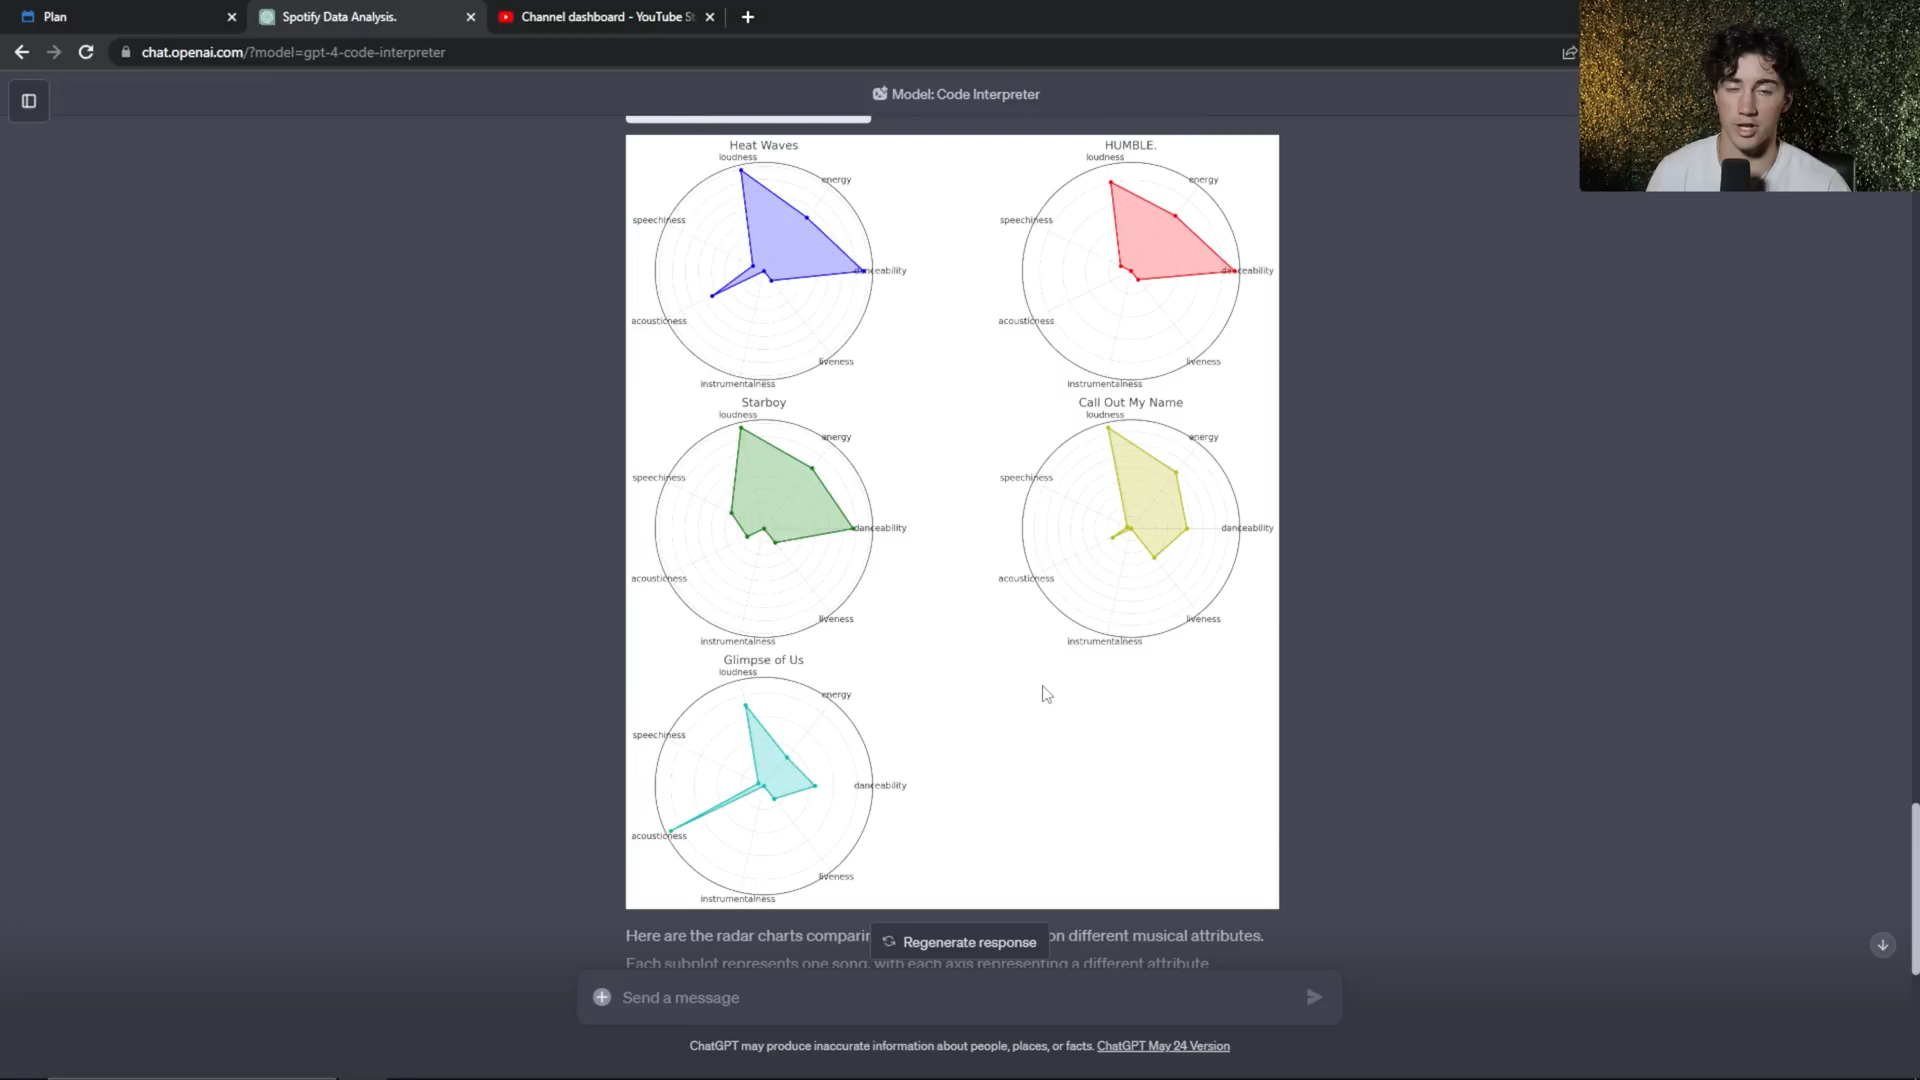 Plan
Spotify Data Analysis.
Channel dashboard - YouTube S
chat.openai.com/?model=gpt-4-code-interpreter
Model: Code Interpreter
Heat Waves
loudness
energy
speechiness
danceability
acousticness
liveness
instrumentalness
HUMBLE.
loudness
energy
speechiness
danceability
acousticness
liveness
instrumentalness
Starboy
loudness
energy
speechiness
danceability
acousticness
liveness
instrumentalness
Call Out My Name
loudness
energy
speechiness
danceability
acousticness
liveness
instrumentalness
Glimpse of Us
loudness
energy
speechiness
danceability
acousticness
liveness
instrumentalness
Here are the radar charts comparin
on different musical attributes.
Regenerate response
Each subplot represents one song, with each axis representing a different attribute
Send a message
ChatGPT may produce inaccurate information about people, places, or facts. ChatGPT May 24 Version